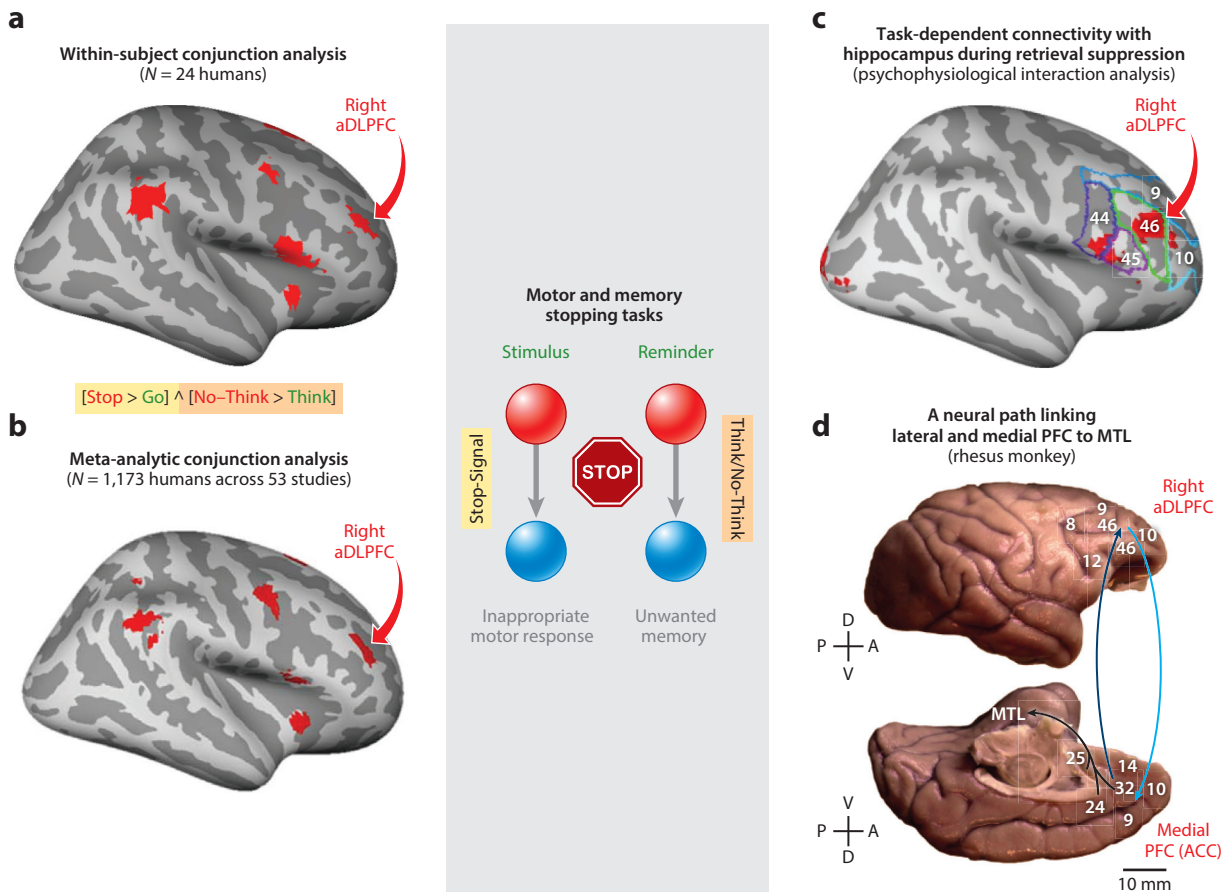 a
Within-subject conjunction analysis
(N = 24 humans)
Right
aDLPFC
[Stop > Go] ^ [No–Think > Think]
b
Meta-analytic conjunction analysis
(N = 1,173 humans across 53 studies)
Right
aDLPFC
Motor and memory
stopping tasks
Stimulus
Reminder
Stop-Signal
STOP
Think/No-Think
Inappropriate
motor response
Unwanted
memory
c
Task-dependent connectivity with
hippocampus during retrieval suppression
(psychophysiological interaction analysis)
Right
aDLPFC
9
44
46
45
10
d
A neural path linking
lateral and medial PFC to MTL
(rhesus monkey)
Right
aDLPFC
9
8
46
10
46
12
D
P
A
V
MTL
25
14
32
10
24
9
V
P
A
D
Medial
PFC (ACC)
10 mm